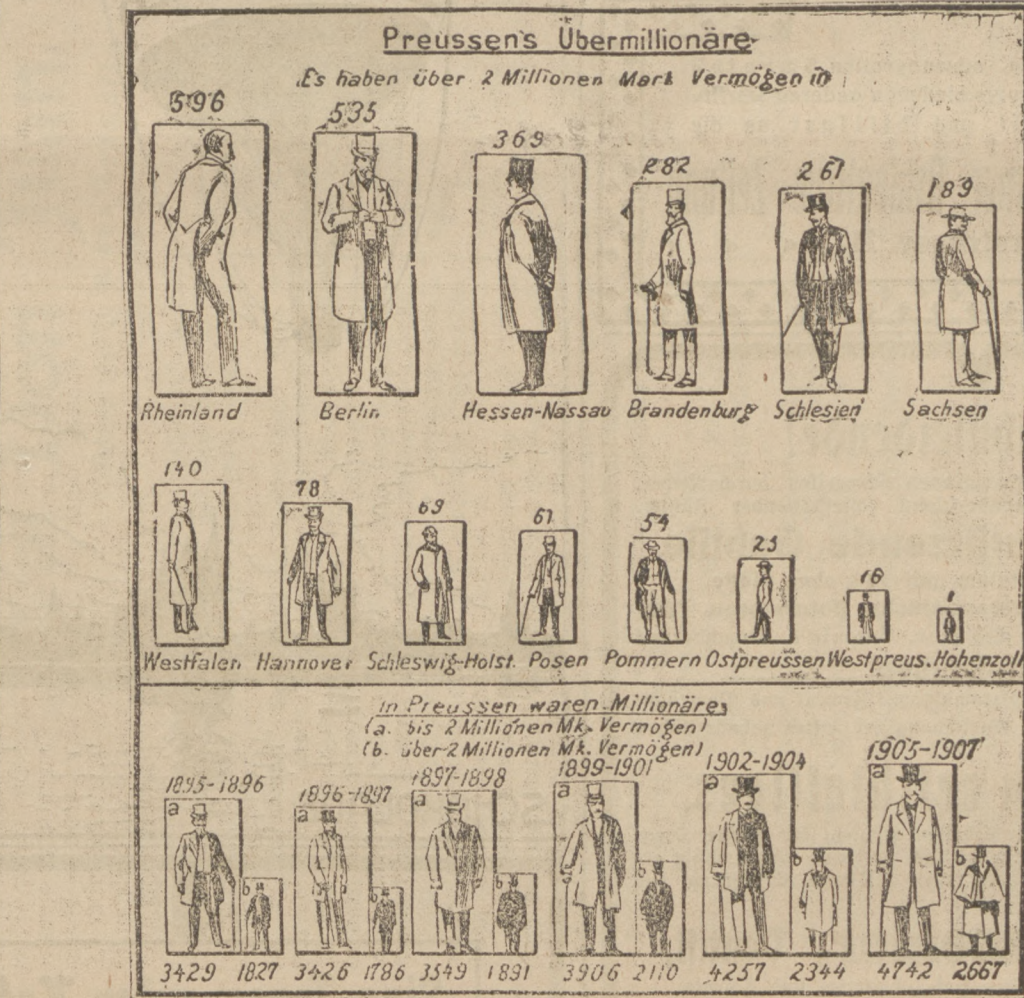 Preussen's Übermillionäre
Es haben über 2 Millionen Mark Vermögen in
596 535 369 282 261 189
Rheinland Berlin Hessen-Nassau Brandenburg Schlesien Sachsen
140 78 69 61 54 23 16
Westfalen Hannover Schleswig-Holst. Posen Pommern Ostpreussen Westpreus. Hohenzoll
In Preussen waren Millionäre
(a. bis 2 Millionen Mk. Vermögen)
(b. über 2 Millionen Mk. Vermögen)
1895-1896 1896-1897 1897-1898 1899-1901 1902-1904 1905-1907
a b a b a b a b a b a b
3429 1827 3426 1786 3549 1891 3906 2110 4257 2344 4742 2667